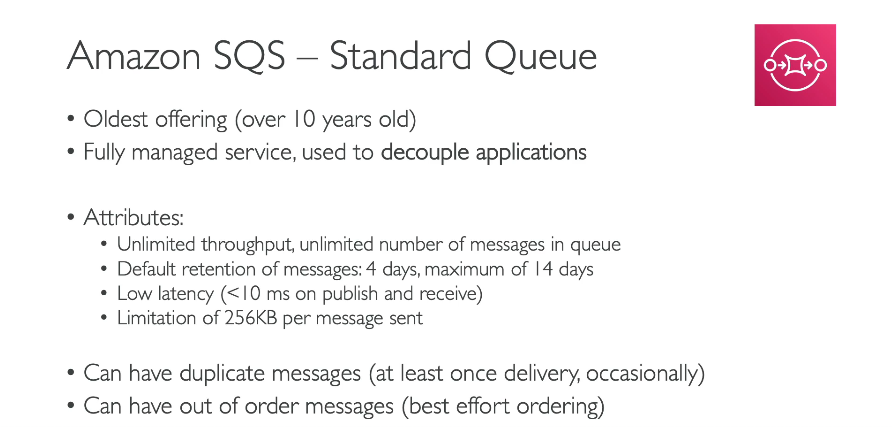 Amazon SQS – Standard Queue
• Oldest offering (over 10 years old)
• Fully managed service, used to decouple applications
• Attributes:
• Unlimited throughput, unlimited number of messages in queue
• Default retention of messages: 4 days, maximum of 14 days
• Low latency (<10 ms on publish and receive)
• Limitation of 256KB per message sent
• Can have duplicate messages (at least once delivery, occasionally)
• Can have out of order messages (best effort ordering)